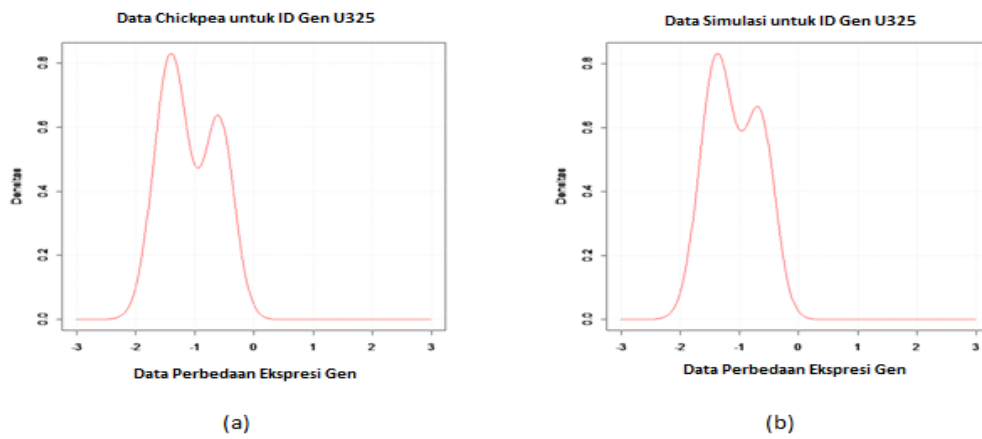 Data Chickpea untuk ID Gen U325
Densitas
0.8
0.6
0.4
0.2
0.0
-3 -2 -1 0 1 2 3
Data Perbedaan Ekspresi Gen
(a)
Data Simulasi untuk ID Gen U325
Densitas
0.8
0.6
0.4
0.2
0.0
-3 -2 -1 0 1 2 3
Data Perbedaan Ekspresi Gen
(b)